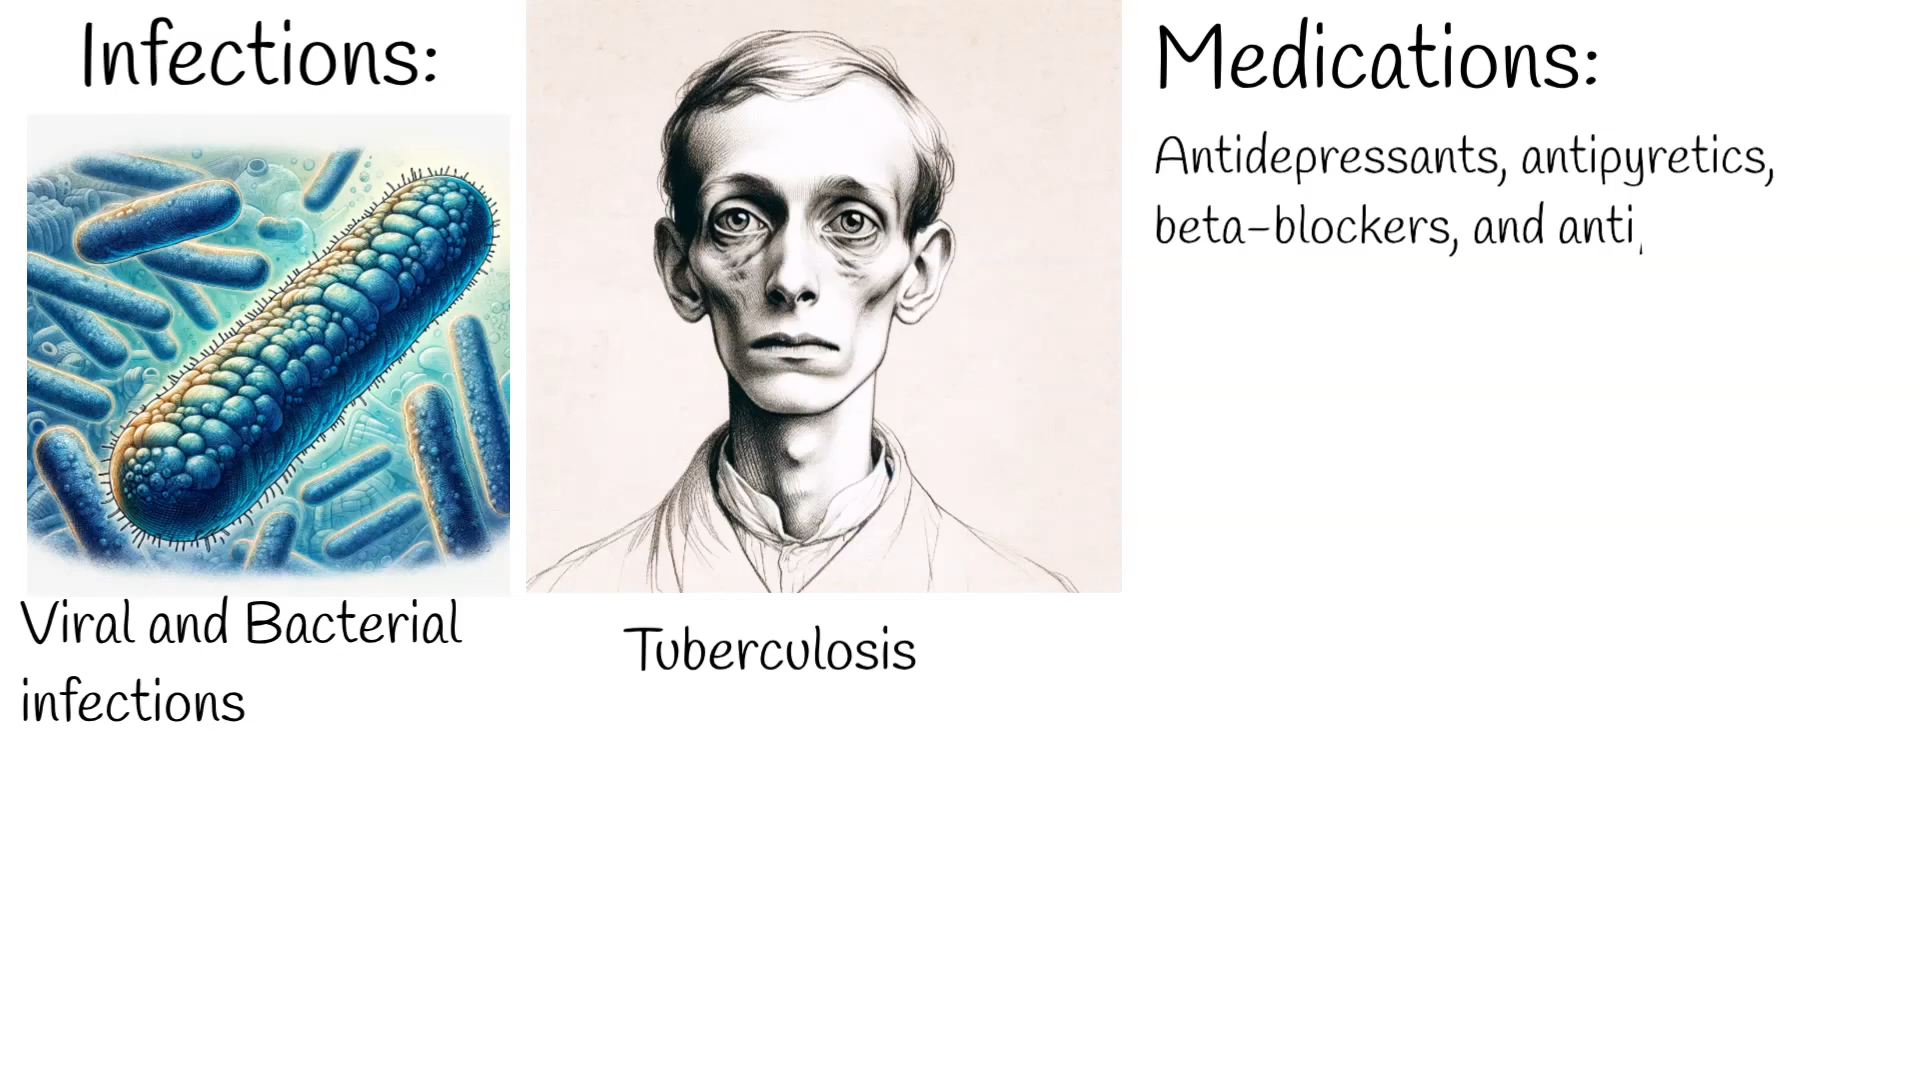 Infections:
Viral and Bacterial
infections
Tuberculosis
Medications:
Antidepressants, antipyretics,
beta-blockers, and anti